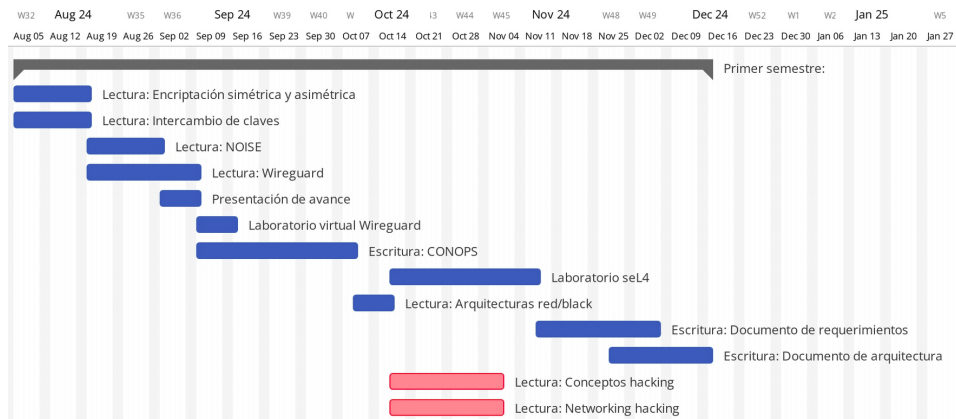 W32 Aug 24 W35 W36 Sep 24 W39 W40 W Oct 24 i3 W44 W45 Nov 24 W48 W49 Dec 24 W52 W1 W2 Jan 25 W5
Aug 05 Aug 12 Aug 19 Aug 26 Sep 02 Sep 09 Sep 16 Sep 23 Sep 30 Oct 07 Oct 14 Oct 21 Oct 28 Nov 04 Nov 11 Nov 18 Nov 25 Dec 02 Dec 09 Dec 16 Dec 23 Dec 30 Jan 06 Jan 13 Jan 20 Jan 27
Primer semestre:
Lectura: Encriptación simétrica y asimétrica
Lectura: Intercambio de claves
Lectura: NOISE
Lectura: Wireguard
Presentación de avance
Laboratorio virtual Wireguard
Escritura: CONOPS
Laboratorio seL4
Lectura: Arquitecturas red/black
Escritura: Documento de requerimientos
Escritura: Documento de arquitectura
Lectura: Conceptos hacking
Lectura: Networking hacking